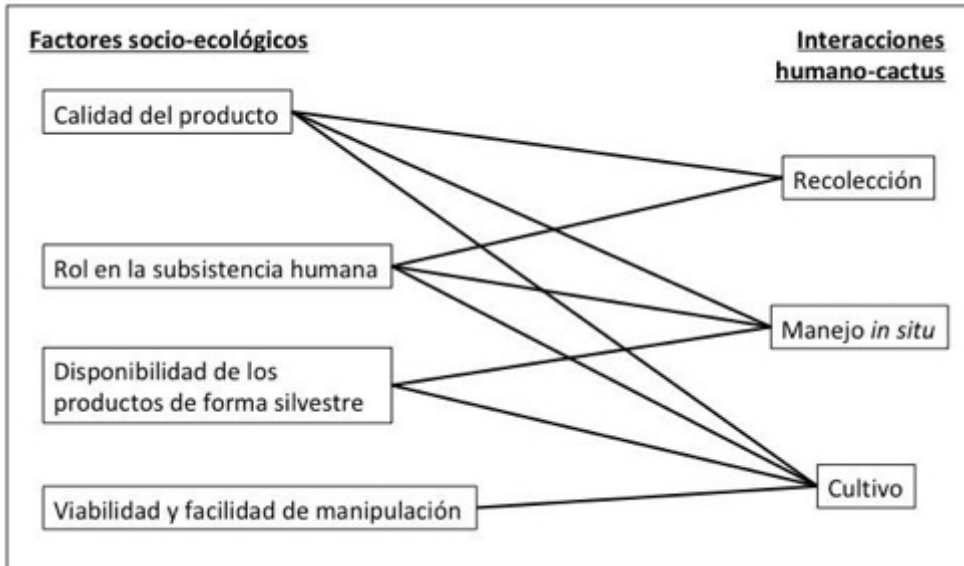 Factores socio-ecológicos
Interacciones
humano-cactus
Calidad del producto
Recolección
Rol en la subsistencia humana
Manejo in situ
Disponibilidad de los
productos de forma silvestre
Cultivo
Viabilidad y facilidad de manipulación